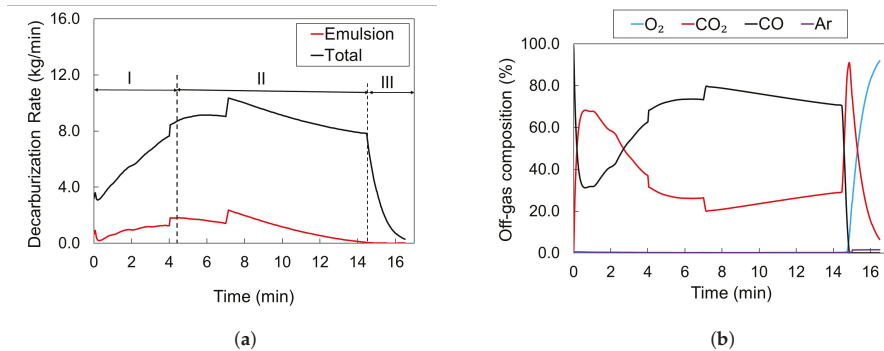 Decarburization Rate (kg/min)
16.0
12.0
8.0
4.0
0.0
Emulsion
Total
I
II
III
0 2 4 6 8 10 12 14 16
Time (min)
(a)
O₂ CO₂ CO Ar
Off-gas composition (%)
100.0
80.0
60.0
40.0
20.0
0.0
0 2 4 6 8 10 12 14 16
Time (min)
(b)